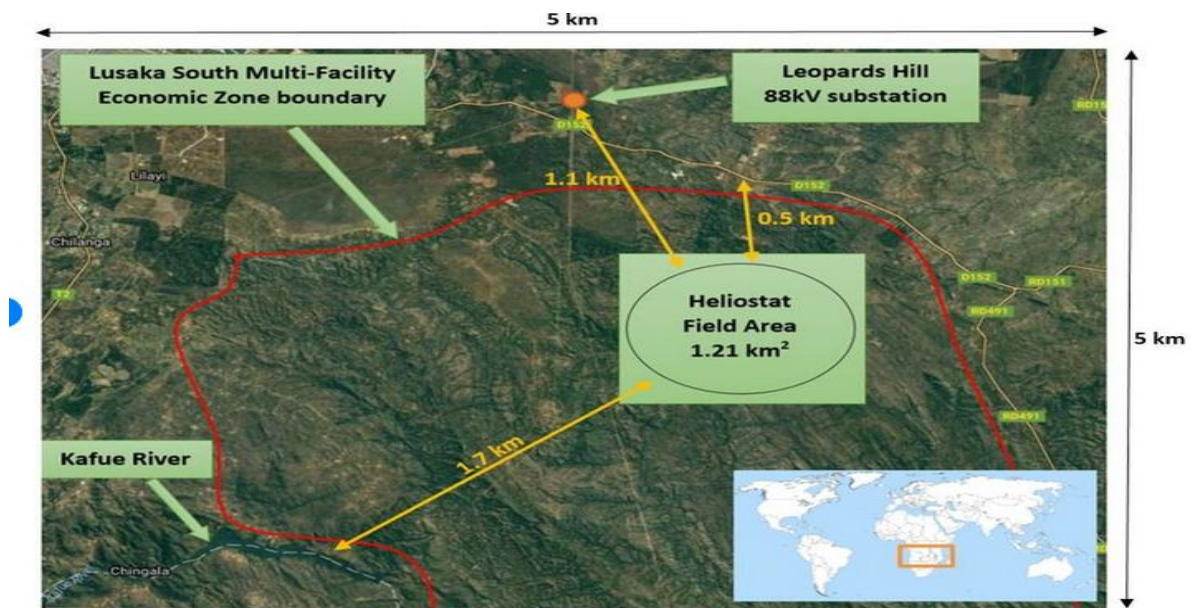 5 km
Lusaka South Multi-Facility
Economic Zone boundary
Leopards Hill
88kV substation
D152
Lilayi
1.1 km
D152
0.5 km
Chilanga
T2
D152
RD151
RD491
Heliostat
Field Area
1.21 km²
5 km
RD491
1.7 km
Kafue River
Chingala